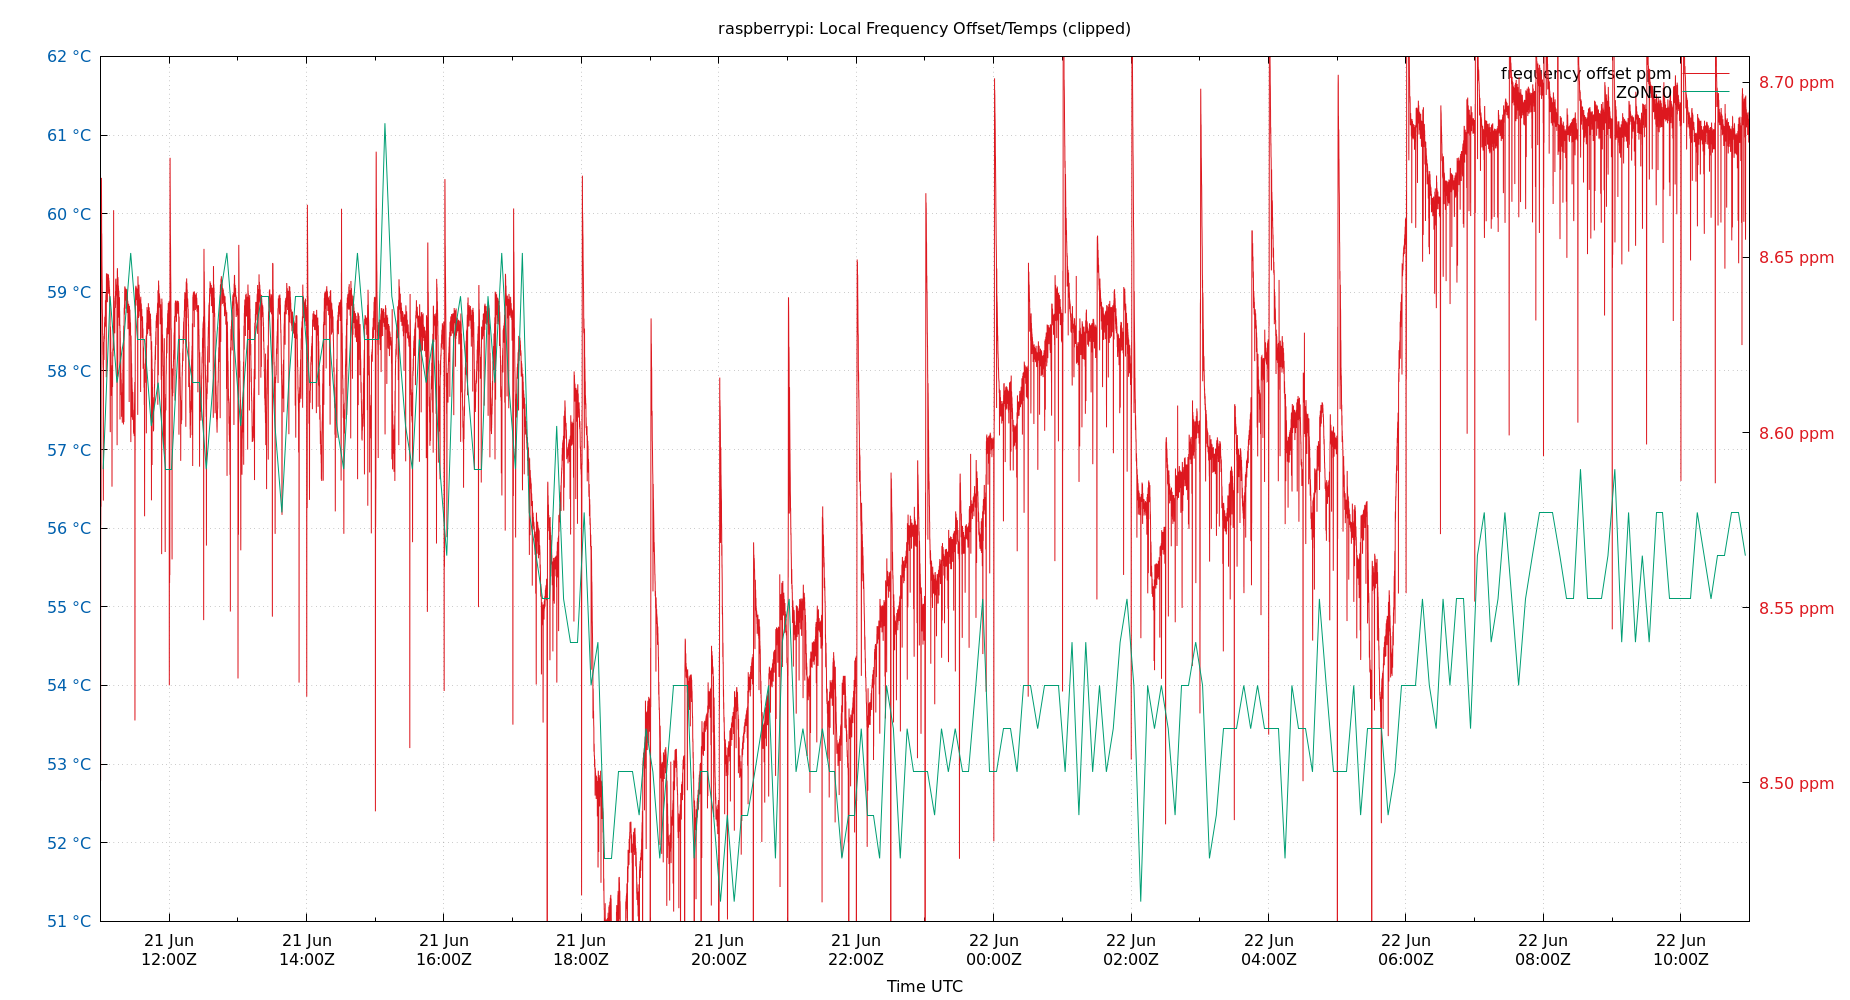 raspberrypi: Local Frequency Offset/Temps (clipped)
62 °C
61 °C
60 °C
59 °C
58 °C
57 °C
56 °C
55 °C
54 °C
53 °C
52 °C
51 °C
frequency offset ppm
ZONE0
8.70 ppm
8.65 ppm
8.60 ppm
8.55 ppm
8.50 ppm
21 Jun 21 Jun 21 Jun 21 Jun 21 Jun 21 Jun 22 Jun 22 Jun 22 Jun 22 Jun 22 Jun 22 Jun
12:00Z 14:00Z 16:00Z 18:00Z 20:00Z 22:00Z 00:00Z 02:00Z 04:00Z 06:00Z 08:00Z 10:00Z
Time UTC